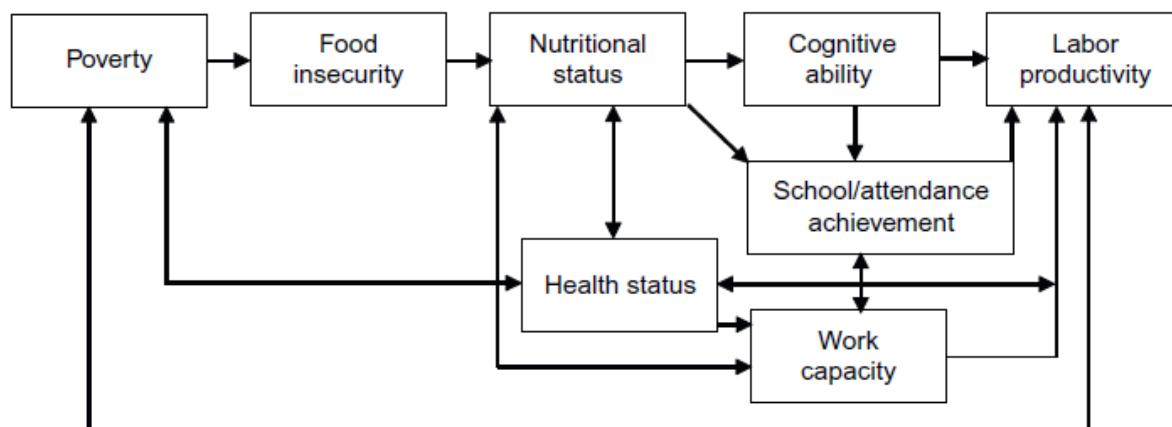 Poverty
Food
insecurity
Nutritional
status
Cognitive
ability
Labor
productivity
School/attendance
achievement
Health status
Work
capacity